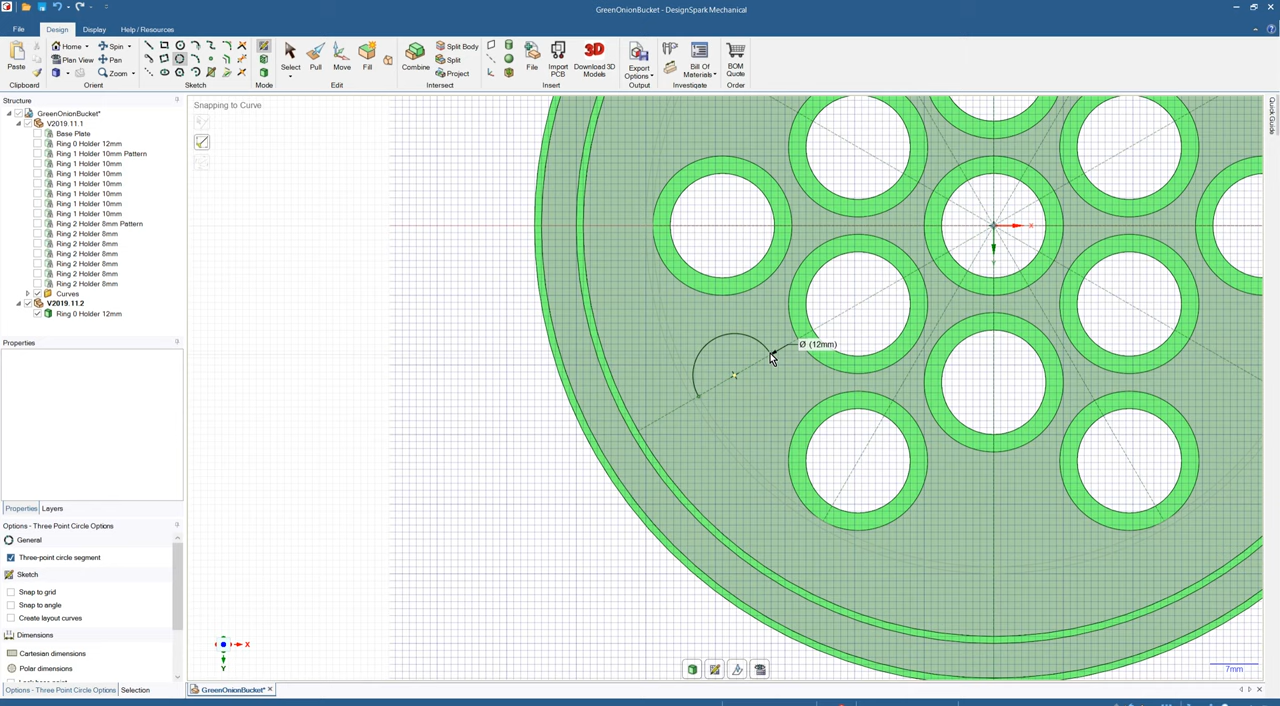 GreenOnionBucket - DesignSpark Mechanical
File
Design
Display
Help / Resources
Paste
Clipboard
Home
Plan View
Spin
Pan
Zoom
Orient
Sketch
Mode
Select
Pull
Move
Fill
Edit
Combine
Split Body
Split
Project
Intersect
File
Import PCB
Download 3D Models
Insert
Export Options
Output
Bill Of Materials
Investigate
BOM Quote
Order
Structure
GreenOnionBucket*
V2019.11.1
Base Plate
Ring 0 Holder 12mm
Ring 1 Holder 10mm Pattern
Ring 1 Holder 10mm
Ring 1 Holder 10mm
Ring 1 Holder 10mm
Ring 1 Holder 10mm
Ring 1 Holder 10mm
Ring 1 Holder 10mm
Ring 2 Holder 8mm Pattern
Ring 2 Holder 8mm
Ring 2 Holder 8mm
Ring 2 Holder 8mm
Ring 2 Holder 8mm
Ring 2 Holder 8mm
Ring 2 Holder 8mm
Curves
V2019.11.2
Ring 0 Holder 12mm
Properties
Properties
Layers
Options - Three Point Circle Options
General
Three-point circle segment
Sketch
Snap to grid
Snap to angle
Create layout curves
Dimensions
Cartesian dimensions
Polar dimensions
Options - Three Point Circle Options
Selection
Snapping to Curve
Quick Guide
X
Y
Ø (12mm)
X
Y
7mm
GreenOnionBucket*